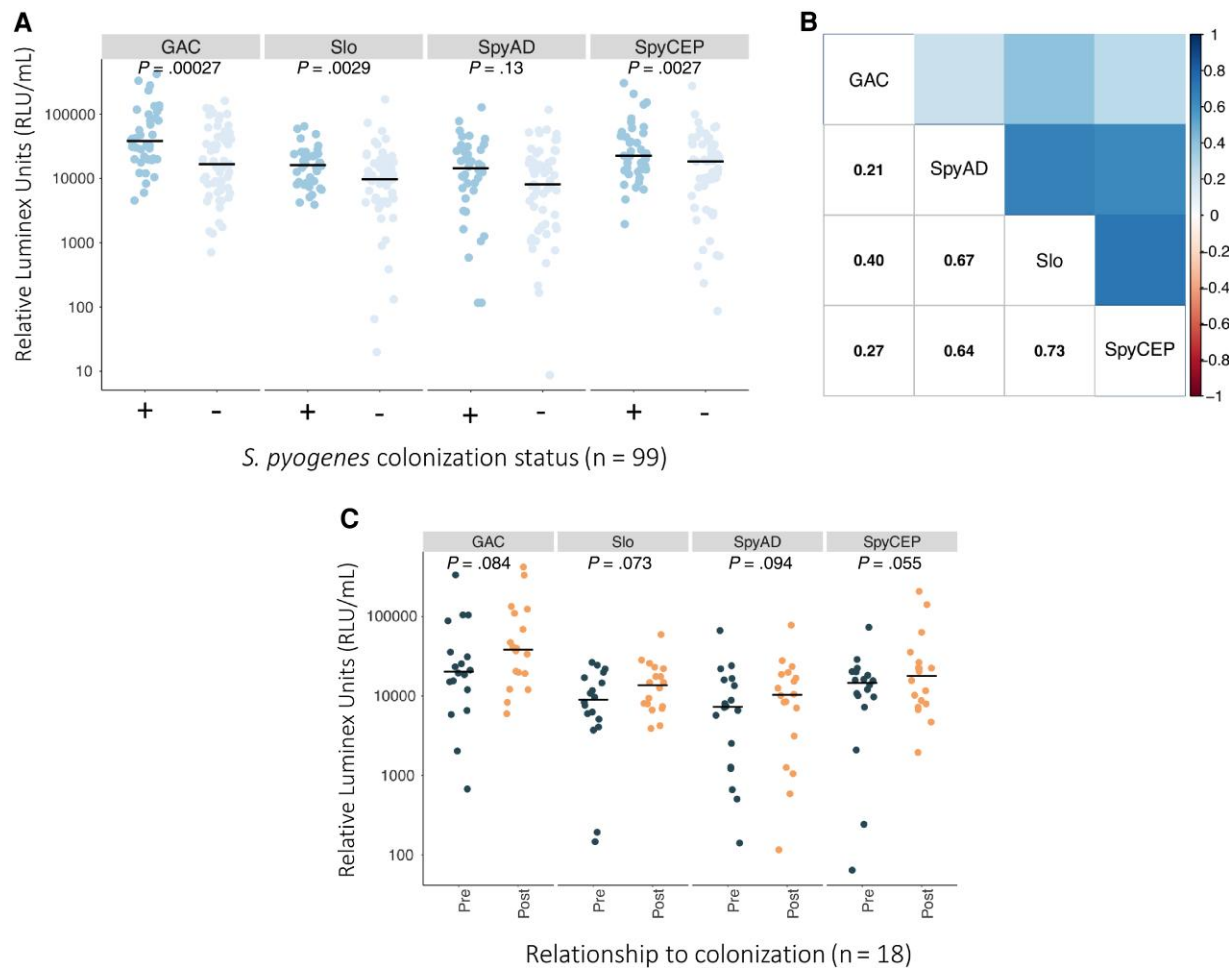 A
GAC Slo SpyAD SpyCEP
P = .00027 P = .0029 P = .13 P = .0027
Relative Luminex Units (RLU/mL)
100000
10000
1000
100
10
+ - + - + - + -
S. pyogenes colonization status (n = 99)
B
GAC
0.21 SpyAD
0.40 0.67 Slo
0.27 0.64 0.73 SpyCEP
1
0.8
0.6
0.4
0.2
0
-0.2
-0.4
-0.6
-0.8
-1
C
GAC Slo SpyAD SpyCEP
P = .084 P = .073 P = .094 P = .055
Relative Luminex Units (RLU/mL)
100000
10000
1000
100
Pre Post Pre Post Pre Post Pre Post
Relationship to colonization (n = 18)